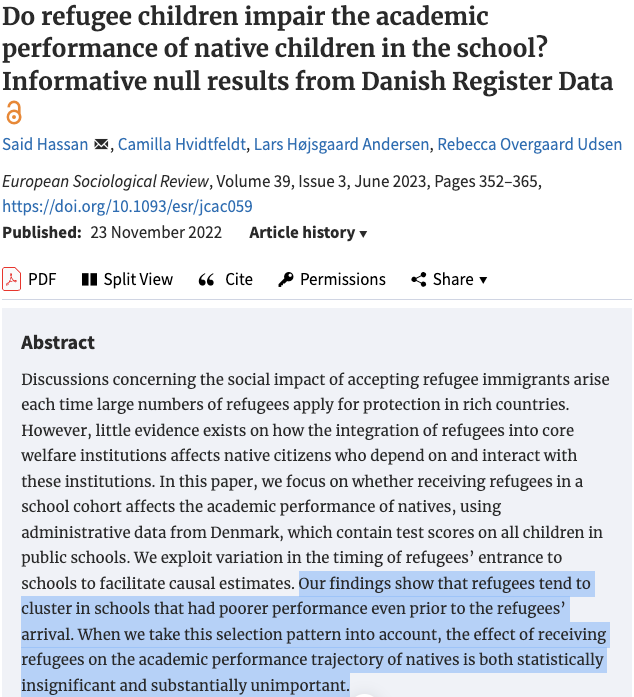 Do refugee children impair the academic
performance of native children in the school?
Informative null results from Danish Register Data
Said Hassan, Camilla Hvidtfeldt, Lars Højsgaard Andersen, Rebecca Overgaard Udsen
European Sociological Review, Volume 39, Issue 3, June 2023, Pages 352–365,
https://doi.org/10.1093/esr/jcac059
Published: 23 November 2022 Article history ▾
PDF Split View Cite Permissions Share ▾
Abstract
Discussions concerning the social impact of accepting refugee immigrants arise
each time large numbers of refugees apply for protection in rich countries.
However, little evidence exists on how the integration of refugees into core
welfare institutions affects native citizens who depend on and interact with
these institutions. In this paper, we focus on whether receiving refugees in a
school cohort affects the academic performance of natives, using
administrative data from Denmark, which contain test scores on all children in
public schools. We exploit variation in the timing of refugees’ entrance to
schools to facilitate causal estimates. Our findings show that refugees tend to
cluster in schools that had poorer performance even prior to the refugees’
arrival. When we take this selection pattern into account, the effect of receiving
refugees on the academic performance trajectory of natives is both statistically
insignificant and substantially unimportant.